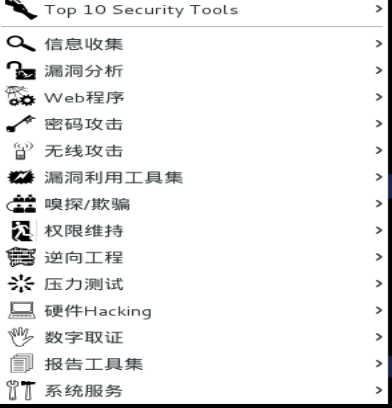 Top 10 Security Tools
信息收集
漏洞分析
Web程序
密码攻击
无线攻击
漏洞利用工具集
嗅探/欺骗
权限维持
逆向工程
压力测试
硬件Hacking
数字取证
报告工具集
系统服务